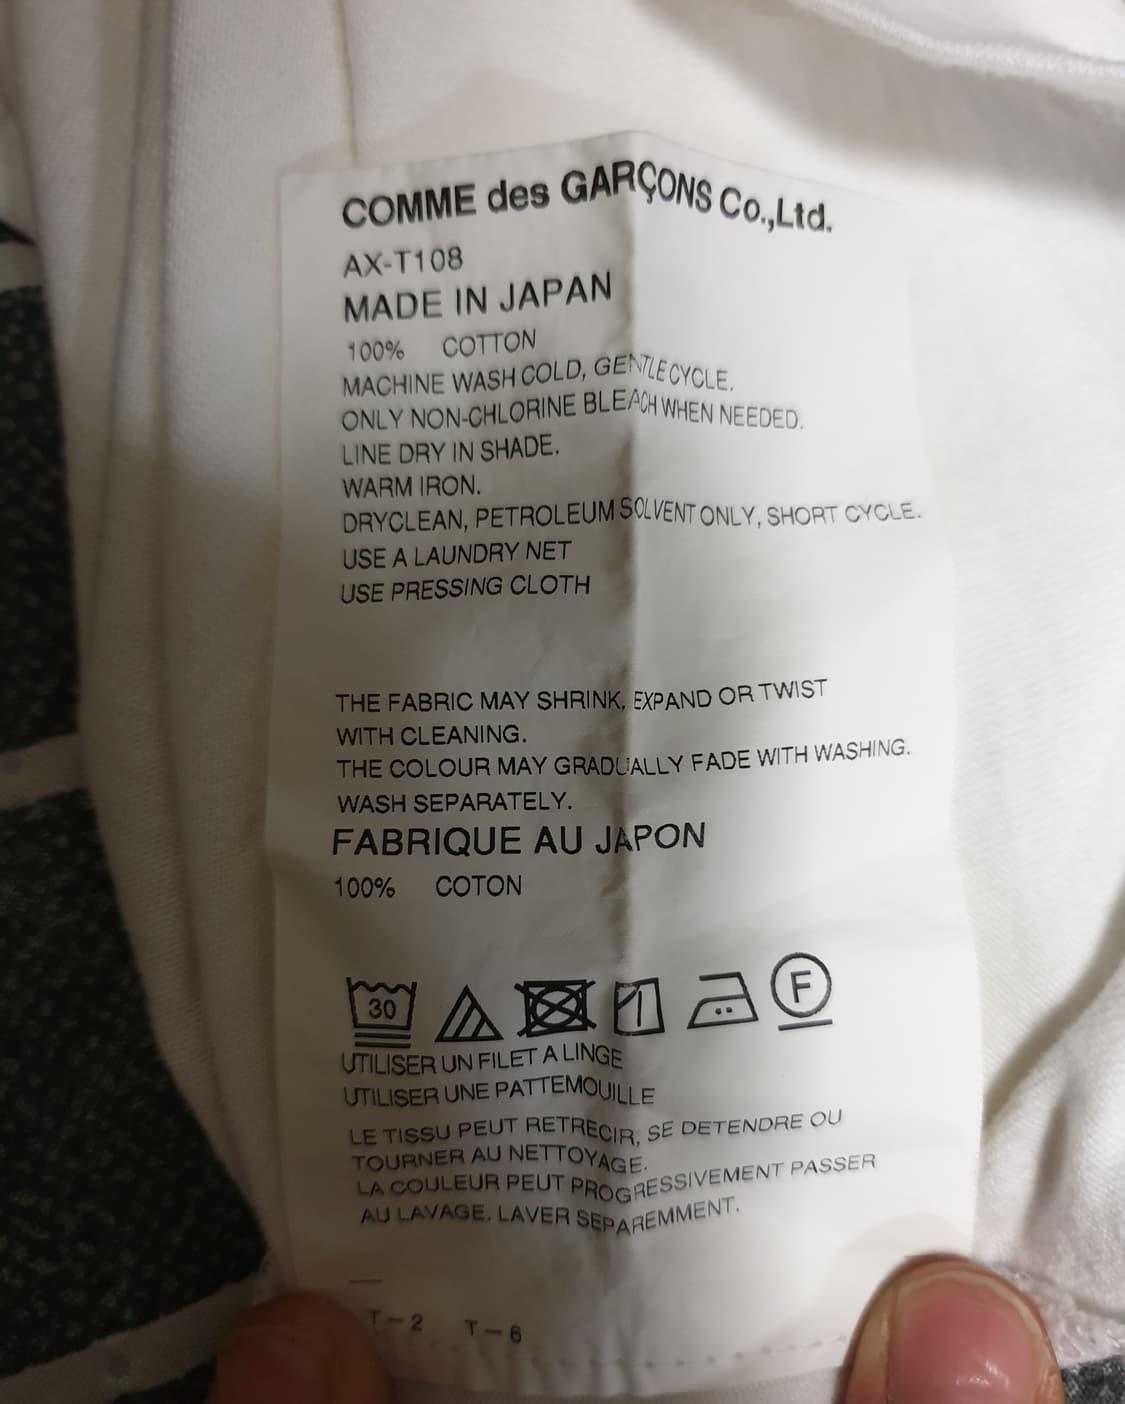 COMME des GARÇONS Co.,Ltd.
AX-T108
MADE IN JAPAN
100% COTTON
MACHINE WASH COLD, GENTLE CYCLE.
ONLY NON-CHLORINE BLEACH WHEN NEEDED.
LINE DRY IN SHADE.
WARM IRON.
DRYCLEAN, PETROLEUM SOLVENT ONLY, SHORT CYCLE.
USE A LAUNDRY NET
USE PRESSING CLOTH
THE FABRIC MAY SHRINK, EXPAND OR TWIST
WITH CLEANING.
THE COLOUR MAY GRADUALLY FADE WITH WASHING.
WASH SEPARATELY.
FABRIQUE AU JAPON
100% COTON
30 F
UTILISER UN FILET A LINGE
UTILISER UNE PATTEMOUILLE
LE TISSU PEUT RETRECIR, SE DETENDRE OU
TOURNER AU NETTOYAGE.
LA COULEUR PEUT PROGRESSIVEMENT PASSER
AU LAVAGE. LAVER SEPAREMMENT.
T-2 T-6